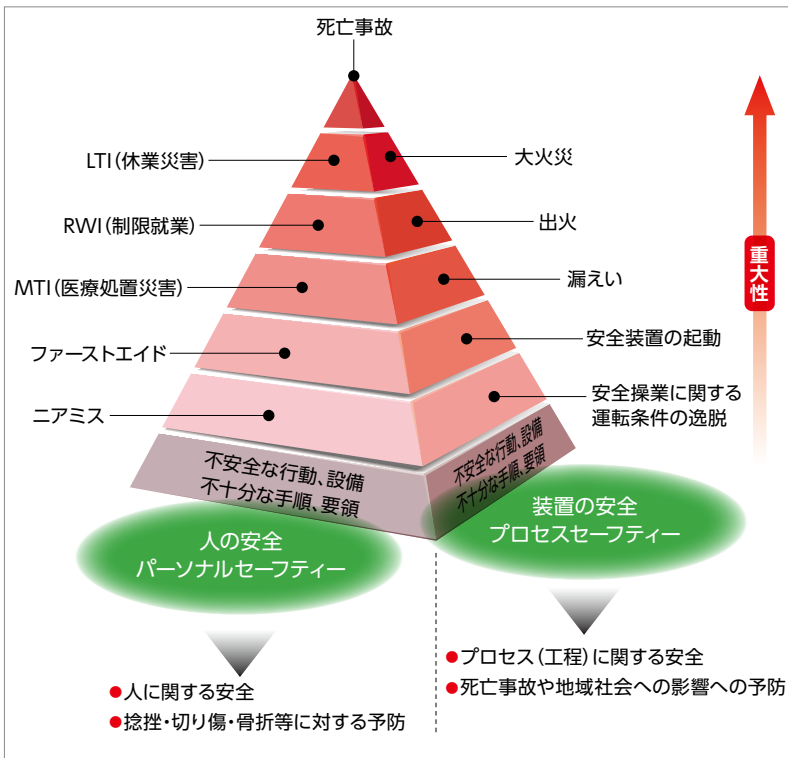 死亡事故
LTI(休業災害)
大火災
RWI(制限就業)
出火
MTI(医療処置災害)
漏えい
ファーストエイド
安全装置の起動
ニアミス
安全操業に関する
運転条件の逸脱
重大性
不安全な行動、設備
不十分な手順、要領
不安全な行動、設備
不十分な手順、要領
人の安全
パーソナルセーフティー
装置の安全
プロセスセーフティー
●人に関する安全
●捻挫・切り傷・骨折等に対する予防
●プロセス(工程)に関する安全
●死亡事故や地域社会への影響への予防